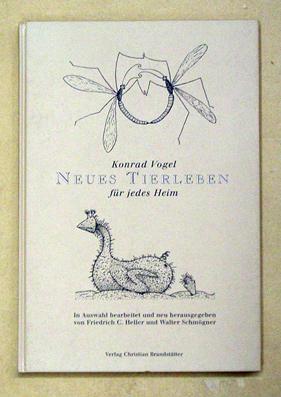 Konrad Vogel
NEUES TIERLEBEN
für jedes Heim
In Auswahl bearbeitet und neu herausgegeben
von Friedrich C. Heller und Walter Schmögner
Verlag Christian Brandstätter